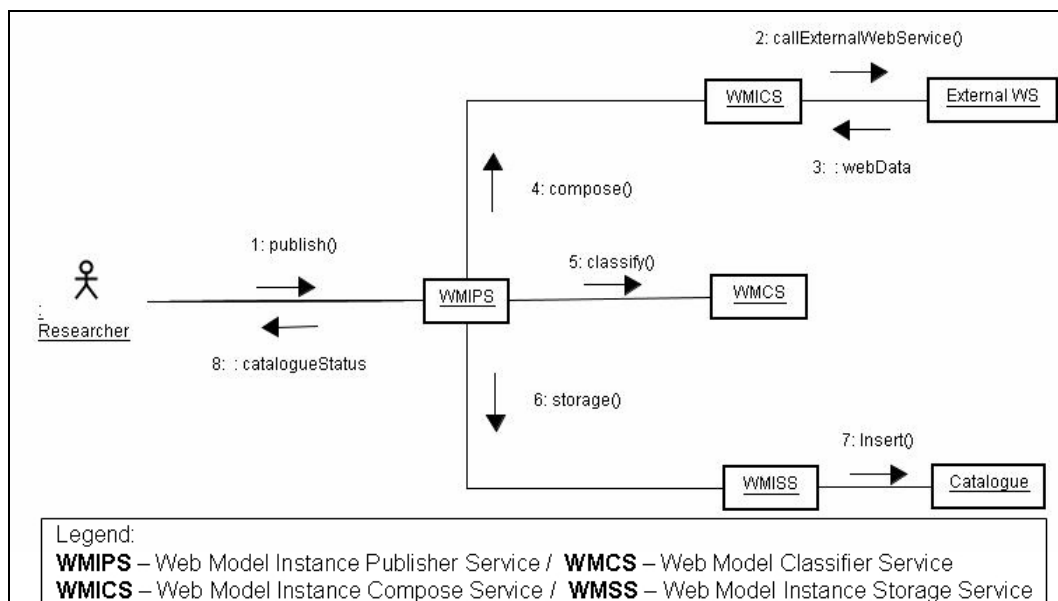 2: callExternalWebService()
WMICS
External WS
3: : webData
4: compose()
1: publish()
5: classify()
WMIPS
WMCS
:
Researcher
8: : catalogueStatus
6: storage()
7: Insert()
WMISS
Catalogue
Legend:
WMIPS – Web Model Instance Publisher Service / WMCS – Web Model Classifier Service
WMICS – Web Model Instance Compose Service / WMSS – Web Model Instance Storage Service